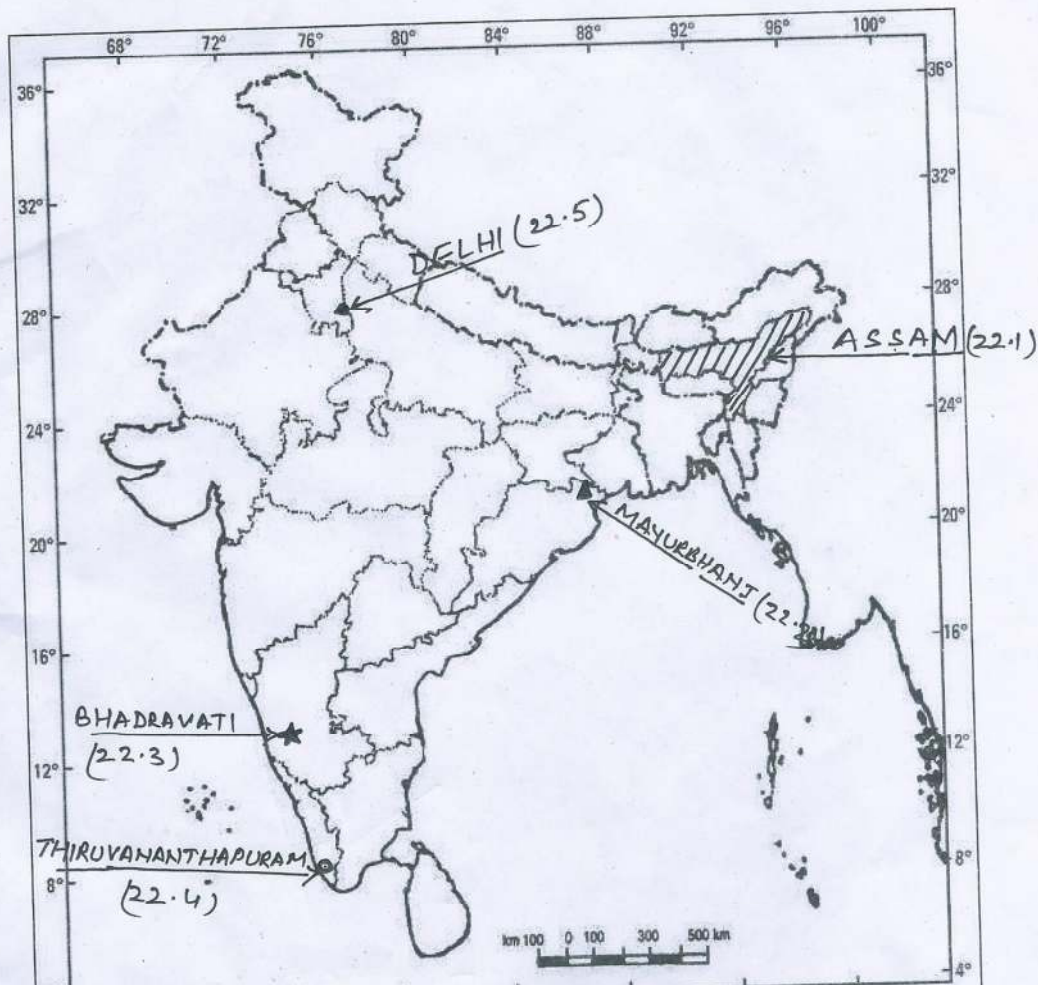 68° 72° 76° 80° 84° 88° 92° 96° 100°
36° 36°
32° 32°
DELHI (22.5)
28° 28°
ASSAM (22.1)
24° 24°
20° 20°
MAYURBHANJ
16° 16°
BHADRAVATI
(22.3)
12° 12°
THIRUVANANTHAPURAM
(22.4)
8° 8°
km 100 0 100 300 500 km
4°